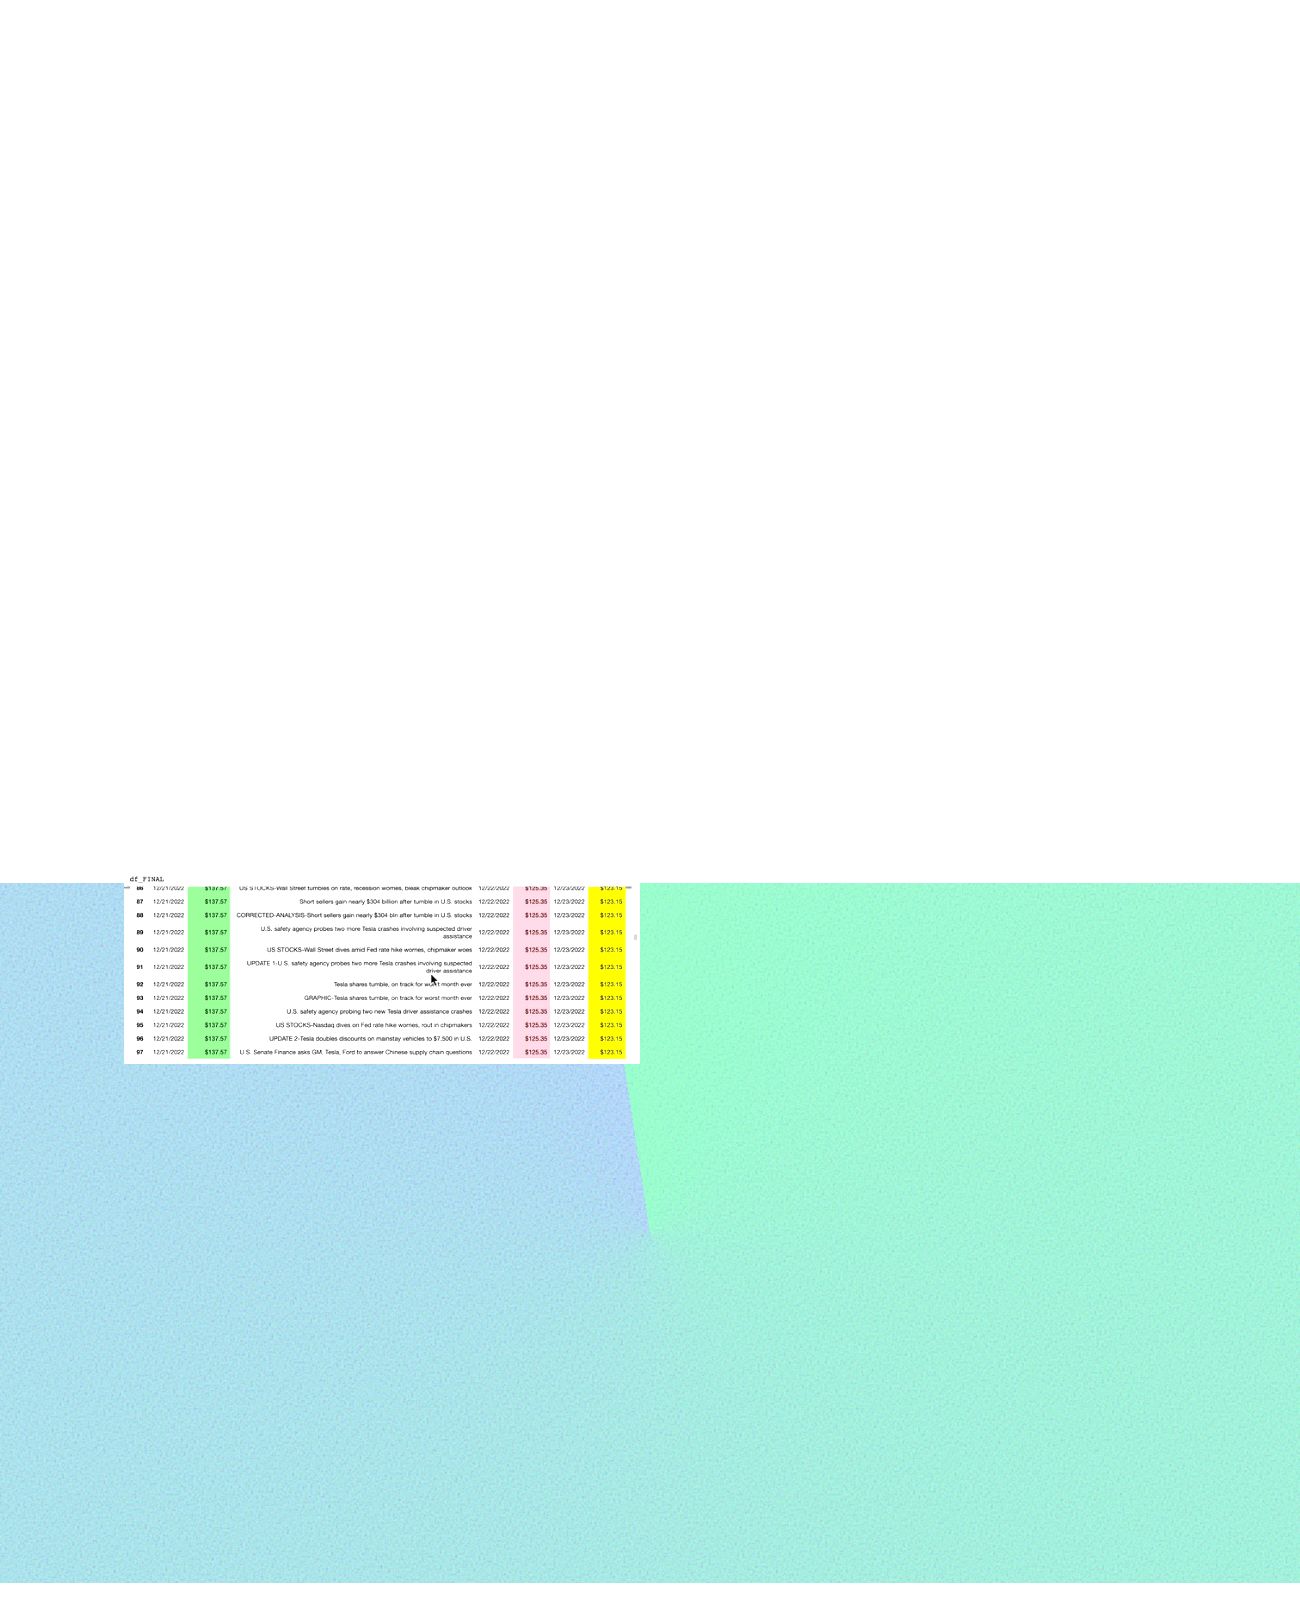 df_FINAL
86 12/21/2022 $137.57 US STOCKS-Wall Street tumbles on rate, recession worries, bleak chipmaker outlook 12/22/2022 $125.35 12/23/2022 $123.15
87 12/21/2022 $137.57 Short sellers gain nearly $304 billion after tumble in U.S. stocks 12/22/2022 $125.35 12/23/2022 $123.15
88 12/21/2022 $137.57 CORRECTED-ANALYSIS-Short sellers gain nearly $304 bln after tumble in U.S. stocks 12/22/2022 $125.35 12/23/2022 $123.15
89 12/21/2022 $137.57 U.S. safety agency probes two more Tesla crashes involving suspected driver
assistance 12/22/2022 $125.35 12/23/2022 $123.15
90 12/21/2022 $137.57 US STOCKS-Wall Street dives amid Fed rate hike worries, chipmaker woes 12/22/2022 $125.35 12/23/2022 $123.15
91 12/21/2022 $137.57 UPDATE 1-U.S. safety agency probes two more Tesla crashes involving suspected
driver assistance 12/22/2022 $125.35 12/23/2022 $123.15
92 12/21/2022 $137.57 Tesla shares tumble, on track for worst month ever 12/22/2022 $125.35 12/23/2022 $123.15
93 12/21/2022 $137.57 GRAPHIC-Tesla shares tumble, on track for worst month ever 12/22/2022 $125.35 12/23/2022 $123.15
94 12/21/2022 $137.57 U.S. safety agency probing two new Tesla driver assistance crashes 12/22/2022 $125.35 12/23/2022 $123.15
95 12/21/2022 $137.57 US STOCKS-Nasdaq dives on Fed rate hike worries, rout in chipmakers 12/22/2022 $125.35 12/23/2022 $123.15
96 12/21/2022 $137.57 UPDATE 2-Tesla doubles discounts on mainstay vehicles to $7,500 in U.S. 12/22/2022 $125.35 12/23/2022 $123.15
97 12/21/2022 $137.57 U.S. Senate Finance asks GM, Tesla, Ford to answer Chinese supply chain questions 12/22/2022 $125.35 12/23/2022 $123.15